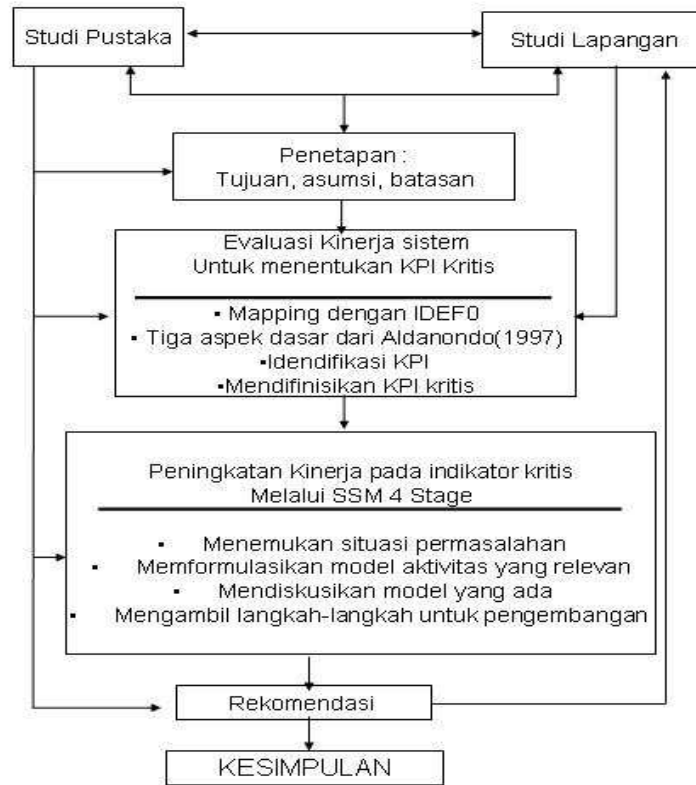 Studi Pustaka
Studi Lapangan
Penetapan :
Tujuan, asumsi, batasan
Evaluasi Kinerja sistem
Untuk menentukan KPI Kritis
▪ Mapping dengan IDEF0
▪ Tiga aspek dasar dari Aldanondo(1997)
▪Idendifikasi KPI
▪Mendifinisikan KPI kritis
Peningkatan Kinerja pada indikator kritis
Melalui SSM 4 Stage
▪ Menemukan situasi permasalahan
▪ Memformulasikan model aktivitas yang relevan
▪ Mendiskusikan model yang ada
▪ Mengambil langkah-langkah untuk pengembangan
Rekomendasi
KESIMPULAN